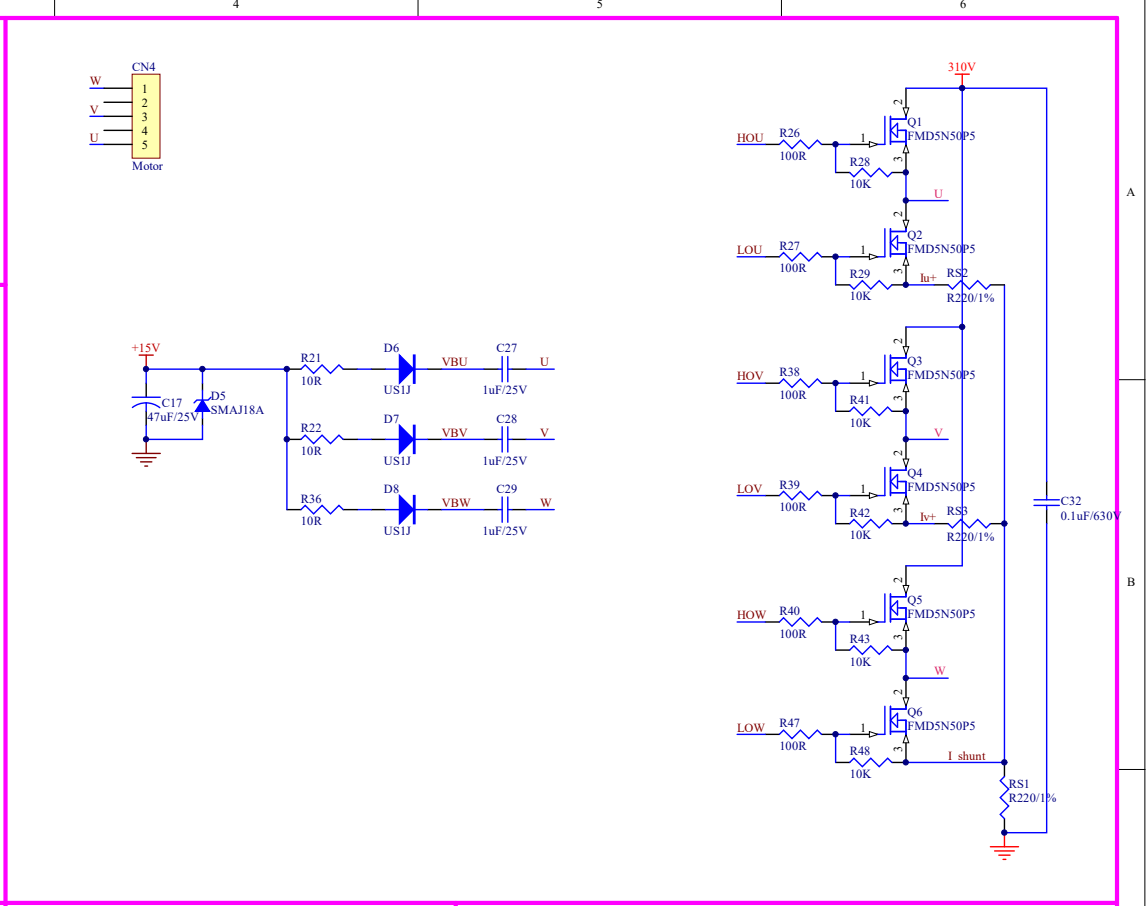 4
5
6
CN4
W
1
2
V
3
4
U
5
Motor
310V
2
Q1
HOU
R26
1
FMD5N50P5
100R
R28
3
10K
U
2
Q2
LOU
R27
1
FMD5N50P5
100R
R29
3
Iu+
RS2
10K
R220/1%
A
+15V
R21
D6
VBU
C27
U
10R
US1J
1uF/25V
C17
47uF/25V
D5
SMAJ18A
R22
D7
VBV
C28
V
10R
US1J
1uF/25V
R36
D8
VBW
C29
W
10R
US1J
1uF/25V
2
Q3
HOV
R38
1
FMD5N50P5
100R
R41
3
10K
V
2
Q4
LOV
R39
1
FMD5N50P5
100R
R42
3
Iv+
RS3
10K
R220/1%
C32
0.1uF/630V
B
2
Q5
HOW
R40
1
FMD5N50P5
100R
R43
3
10K
W
2
Q6
LOW
R47
1
FMD5N50P5
100R
R48
3
I shunt
10K
RS1
R220/1%